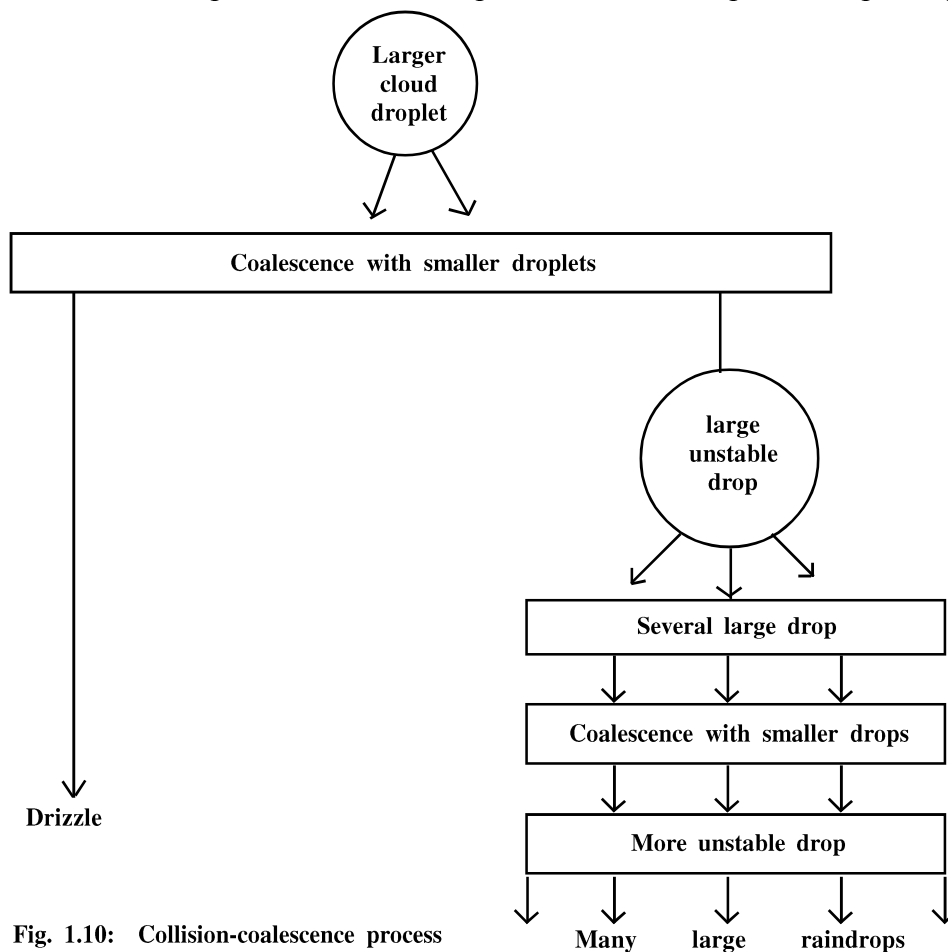 Larger
cloud
droplet
Coalescence with smaller droplets
large
unstable
drop
Several large drop
Coalescence with smaller drops
More unstable drop
Drizzle
Many large raindrops
Fig. 1.10: Collision-coalescence process